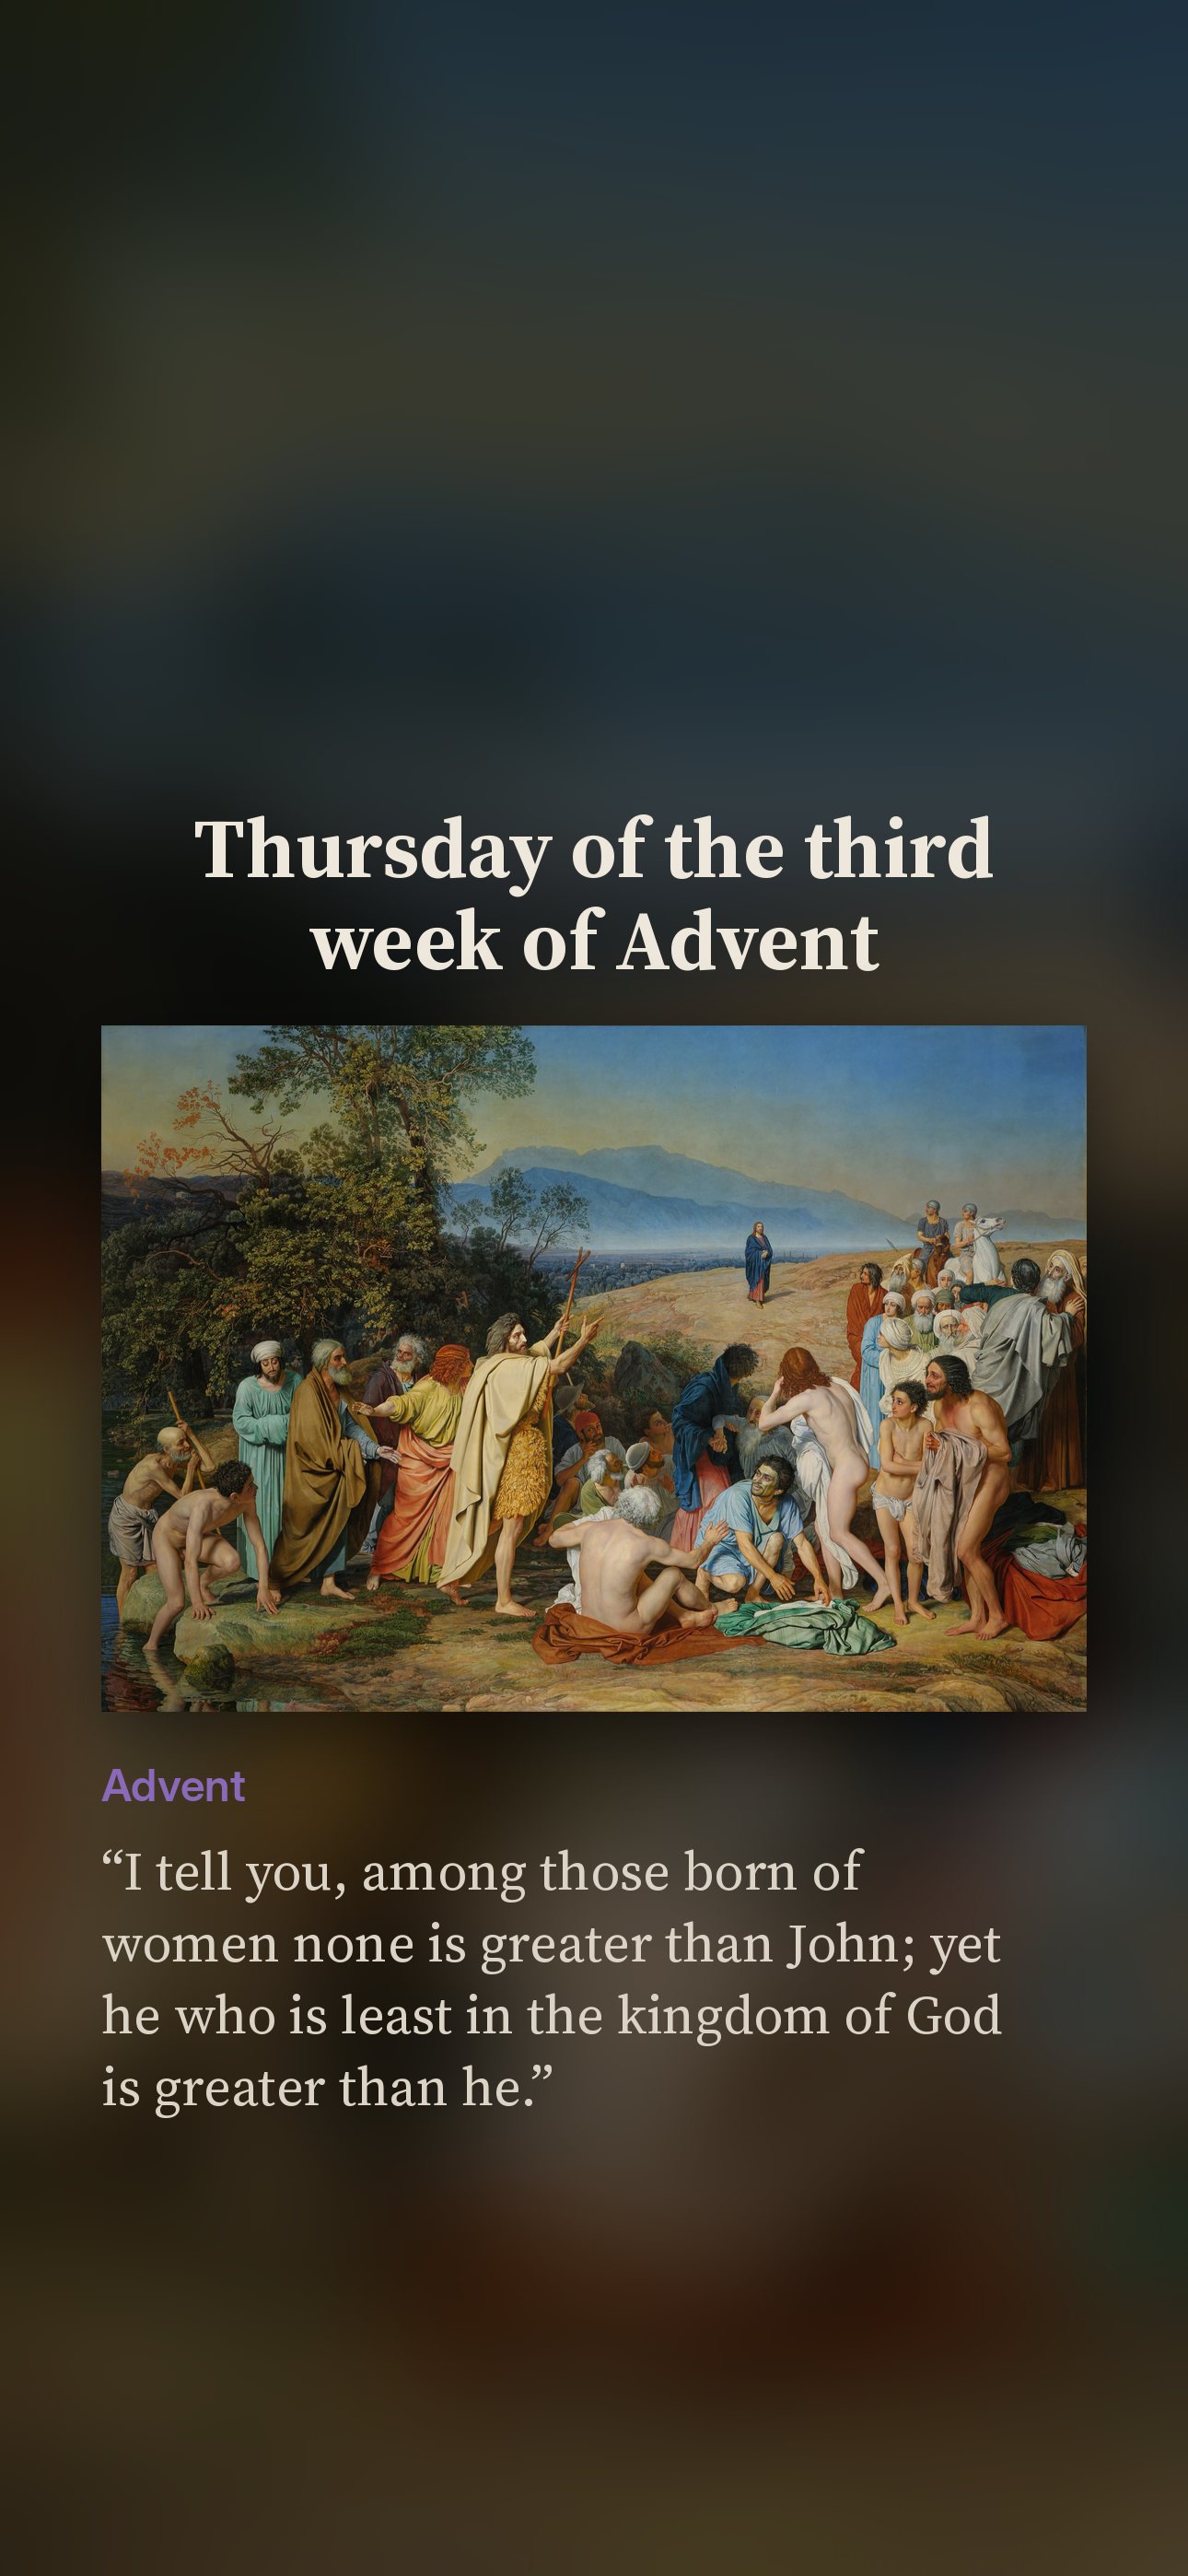 Thursday of the third
week of Advent
Advent
“I tell you, among those born of
women none is greater than John; yet
he who is least in the kingdom of God
is greater than he.”